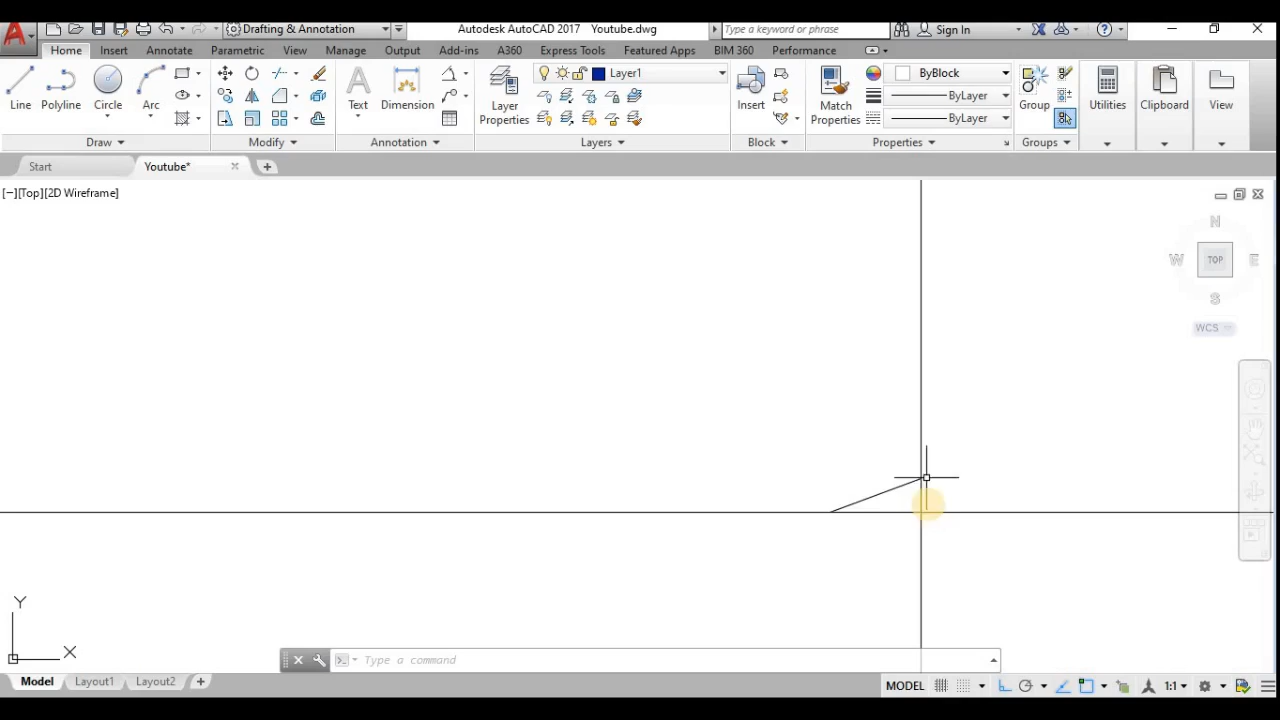 Drafting & Annotation Autodesk AutoCAD 2017 Youtube.dwg Type a keyword or phrase Sign In
Home Insert Annotate Parametric View Manage Output Add-ins A360 Express Tools Featured Apps BIM 360 Performance
Layer1 ByBlock
ByLayer
ByLayer
Line Polyline Circle Arc Text Dimension Layer Properties Insert Match Properties Group Utilities Clipboard View
Draw Modify Annotation Layers Block Properties Groups
Start Youtube*
[−][Top][2D Wireframe]
N
W TOP E
S
WCS
Y
X
Type a command
Model Layout1 Layout2 MODEL 1:1